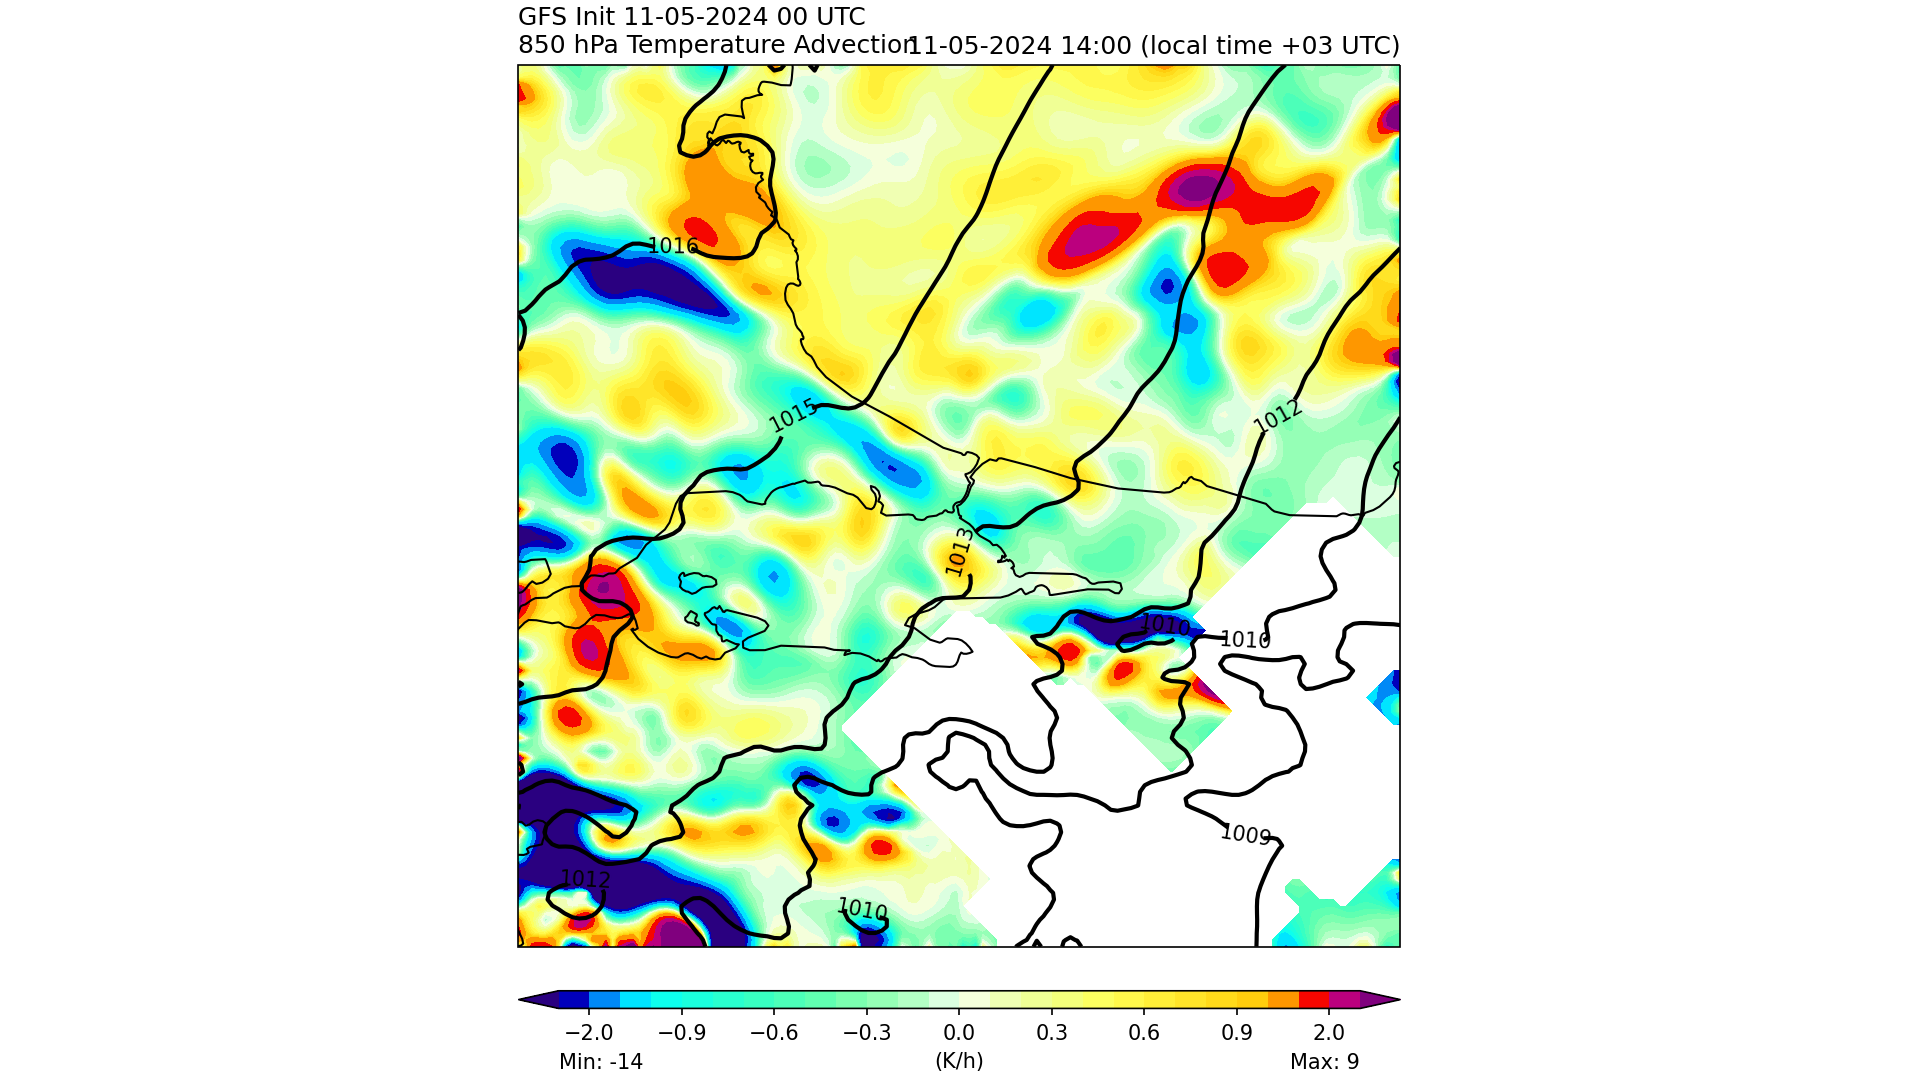 GFS Init 11-05-2024 00 UTC
850 hPa Temperature Advection 11-05-2024 14:00 (local time +03 UTC)
1016
1015
1012
1013
1010
1010
1009
1012
1010
−2.0 −0.9 −0.6 −0.3 0.0 0.3 0.6 0.9 2.0
Min: -14 (K/h) Max: 9